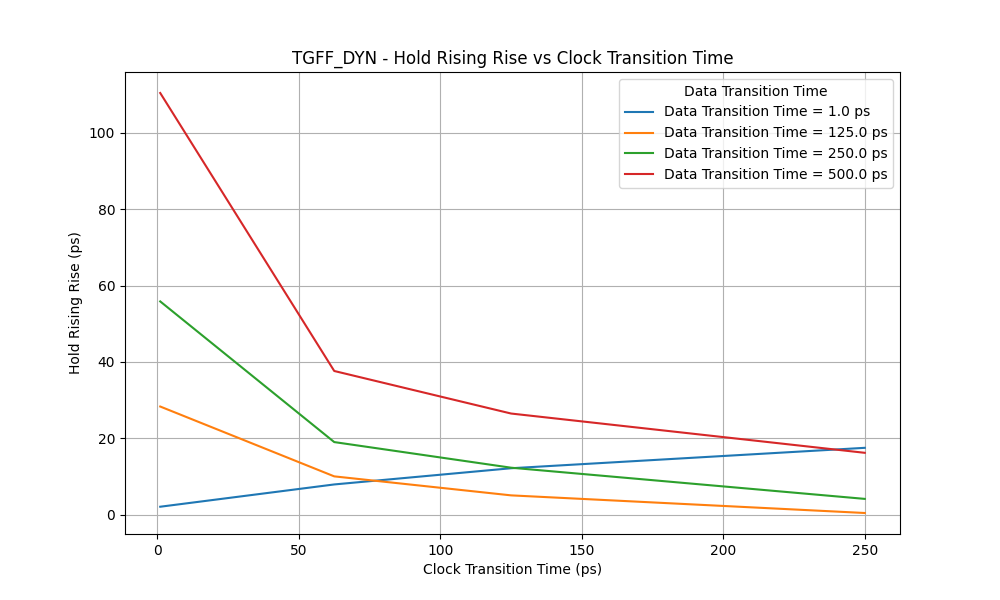 TGFF_DYN - Hold Rising Rise vs Clock Transition Time
Data Transition Time
Data Transition Time = 1.0 ps
Data Transition Time = 125.0 ps
Data Transition Time = 250.0 ps
Data Transition Time = 500.0 ps
Hold Rising Rise (ps)
100
80
60
40
20
0
0 50 100 150 200 250
Clock Transition Time (ps)